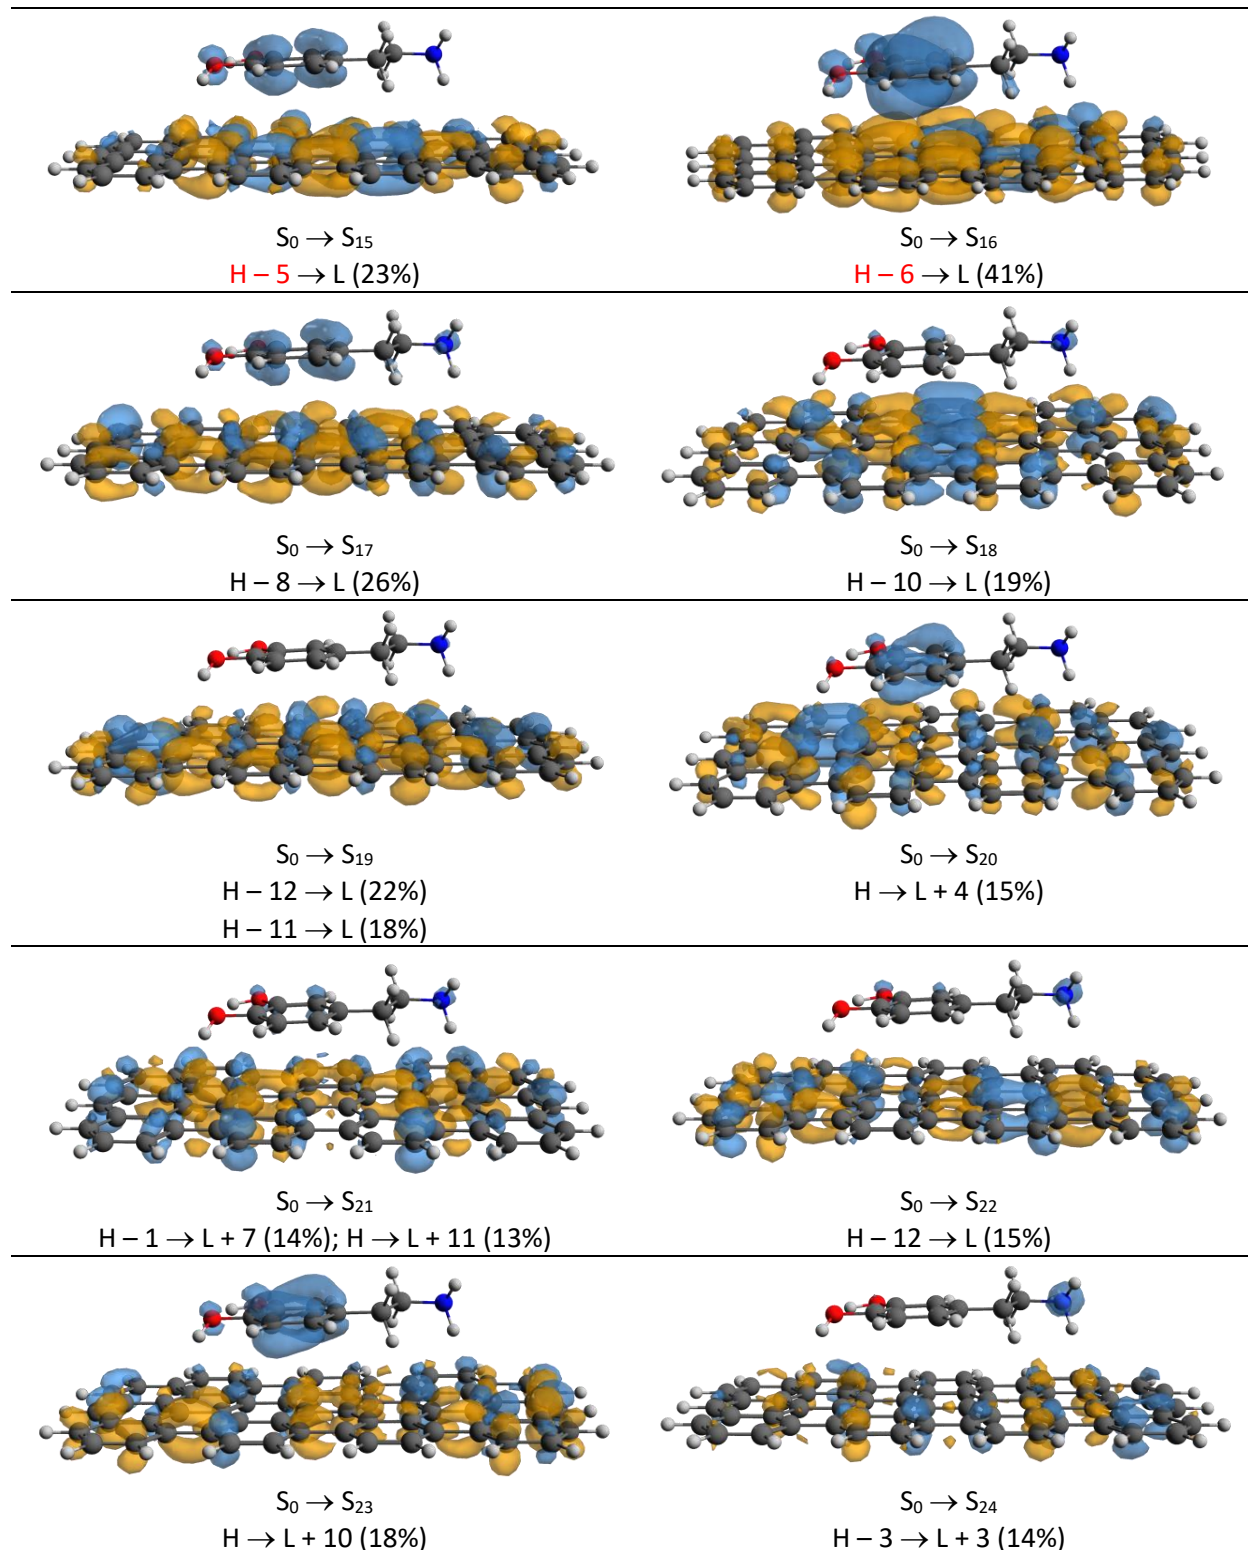 S₀ → S₁₅
H – 5 → L (23%)
S₀ → S₁₆
H – 6 → L (41%)
S₀ → S₁₇
H – 8 → L (26%)
S₀ → S₁₈
H – 10 → L (19%)
S₀ → S₁₉
H – 12 → L (22%)
H – 11 → L (18%)
S₀ → S₂₀
H → L + 4 (15%)
S₀ → S₂₁
H – 1 → L + 7 (14%); H → L + 11 (13%)
S₀ → S₂₂
H – 12 → L (15%)
S₀ → S₂₃
H → L + 10 (18%)
S₀ → S₂₄
H – 3 → L + 3 (14%)